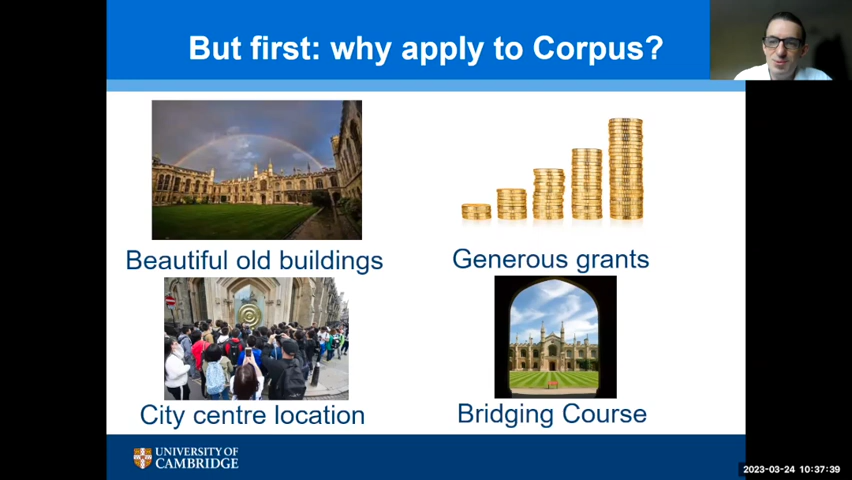 But first: why apply to Corpus?
Beautiful old buildings
Generous grants
City centre location
Bridging Course
UNIVERSITY OF
CAMBRIDGE
2023-03-24 10:37:39